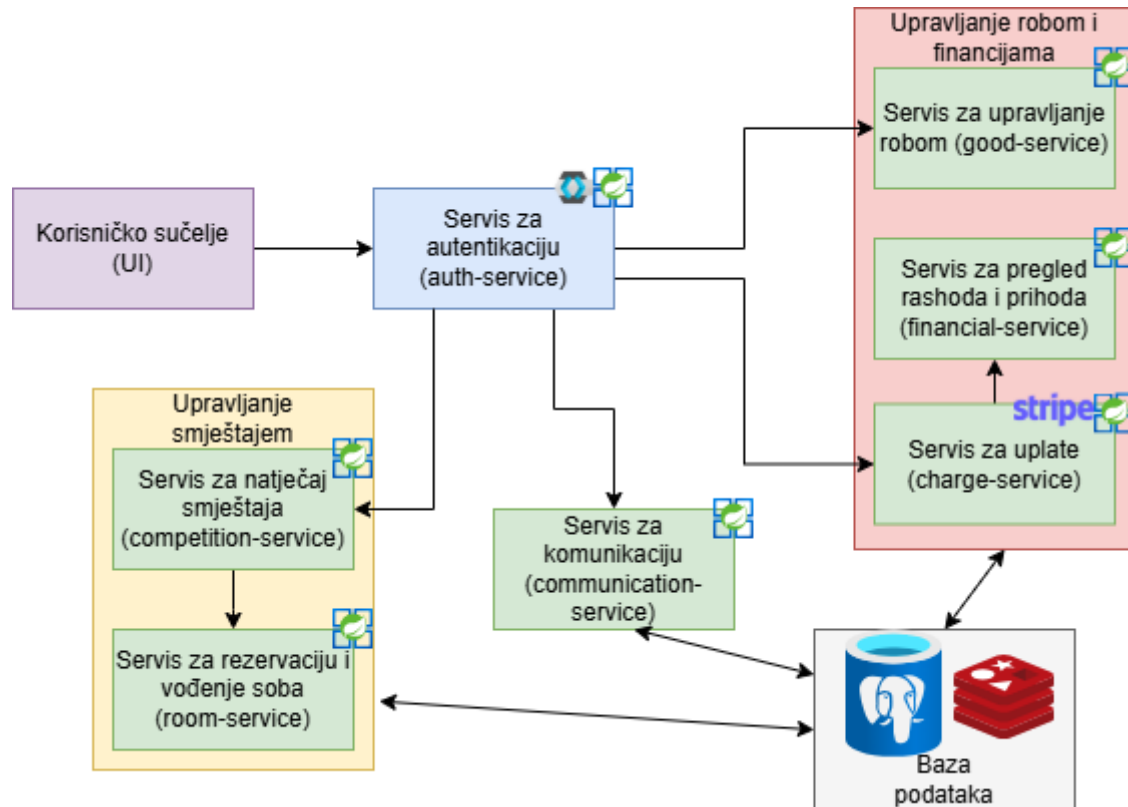 Upravljanje robom i
financijama
Servis za upravljanje
robom (good-service)
Korisničko sučelje
(UI)
Servis za
autentikaciju
(auth-service)
Servis za pregled
rashoda i prihoda
(financial-service)
stripe
Servis za uplate
(charge-service)
Upravljanje
smještajem
Servis za natječaj
smještaja
(competition-service)
Servis za
komunikaciju
(communication-
service)
Servis za rezervaciju i
vođenje soba
(room-service)
Baza
podataka